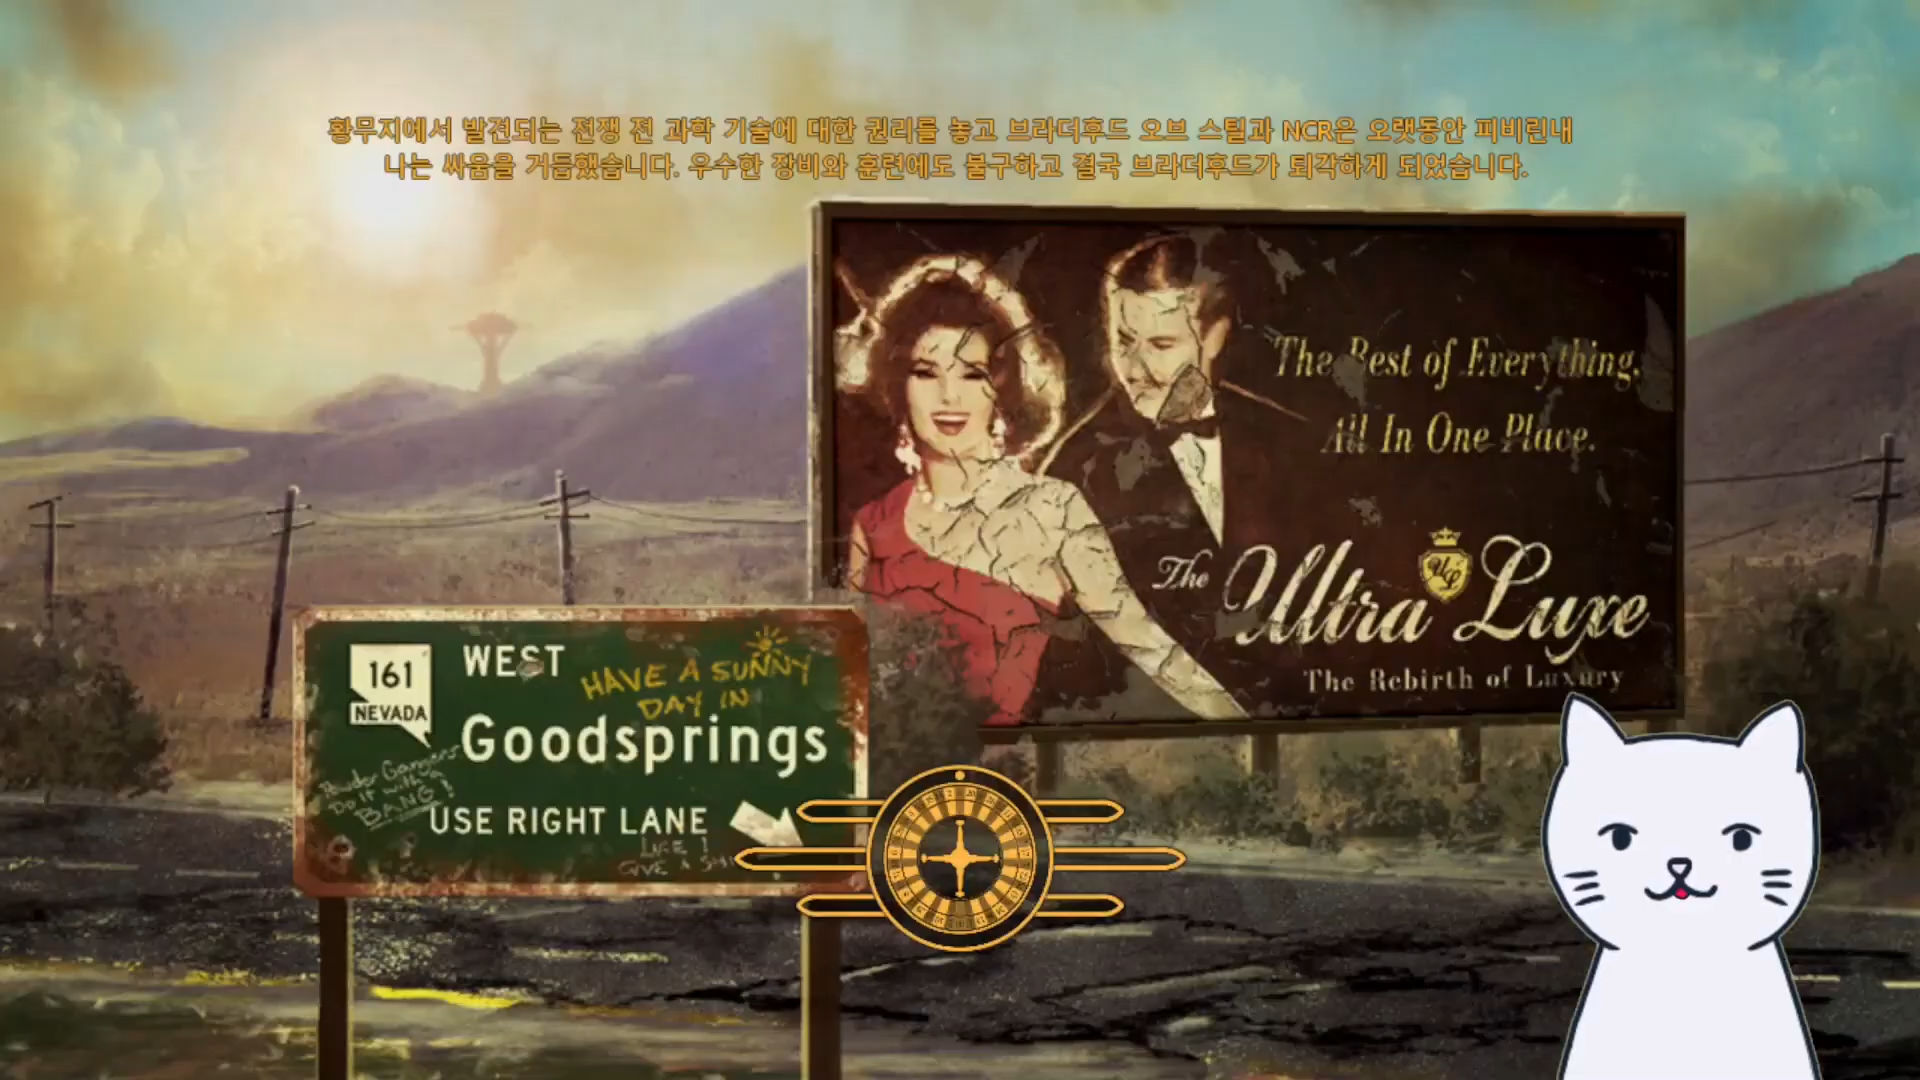 황무지에서 발견되는 전쟁 전 과학 기술에 대한 권리를 놓고 브라더후드 오브 스틸과 NCR은 오랫동안 피비린내
나는 싸움을 거듭했습니다. 우수한 장비와 훈련에도 불구하고 결국 브라더후드가 퇴각하게 되었습니다.
The Best of Everything.
All In One Place.
The Ultra Luxe
UL
The Rebirth of Luxury
161
NEVADA
WEST
HAVE A SUNNY
DAY IN
Goodsprings
Powder Gangers
Do it with a
BANG!
USE RIGHT LANE
GIVE A